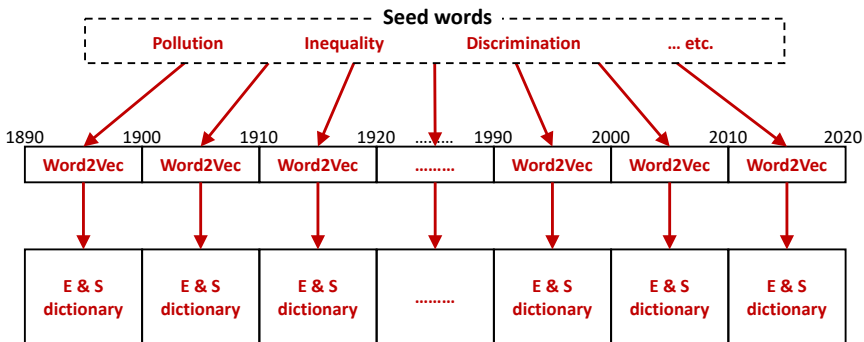 Seed words
Pollution Inequality Discrimination … etc.
1890 1900 1910 1920 ……… 1990 2000 2010 2020
Word2Vec Word2Vec Word2Vec ……… Word2Vec Word2Vec Word2Vec
E & S E & S E & S ……… E & S E & S E & S
dictionary dictionary dictionary dictionary dictionary dictionary